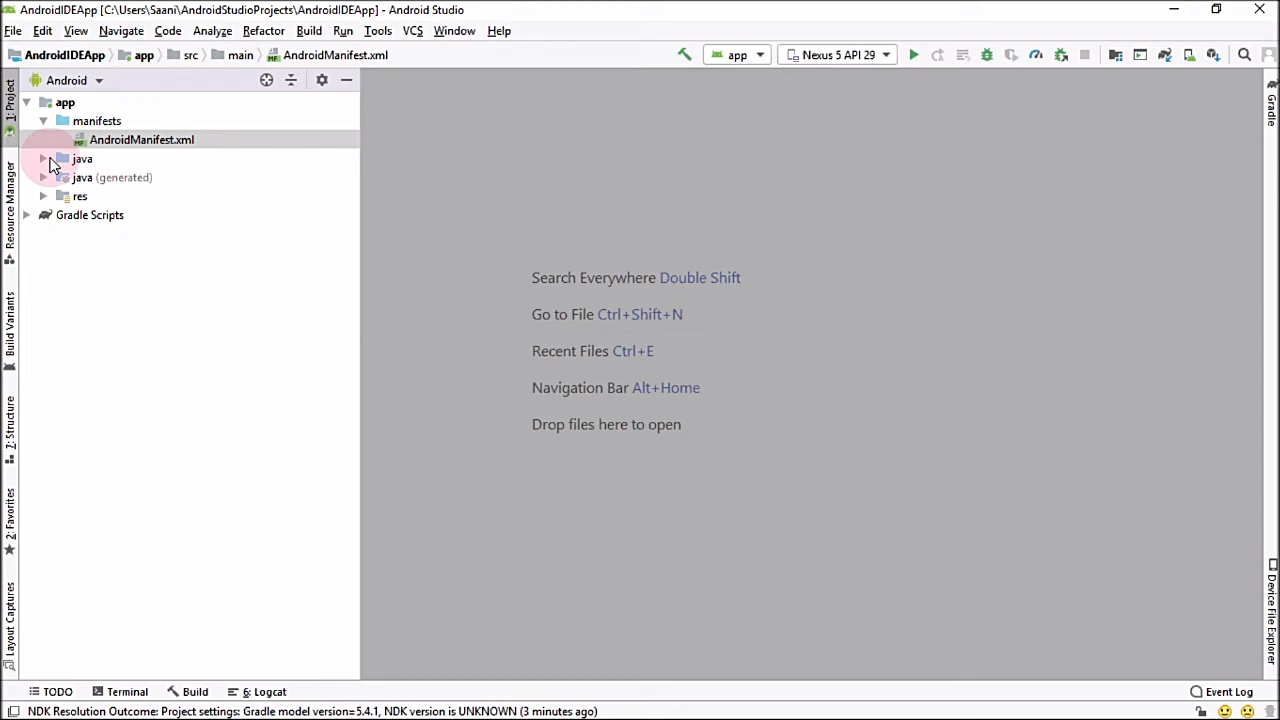 AndroidIDEApp [C:\Users\Saani\AndroidStudioProjects\AndroidIDEApp] - Android Studio
File Edit View Navigate Code Analyze Refactor Build Run Tools VCS Window Help
AndroidIDEApp app src main AndroidManifest.xml app Nexus 5 API 29
Android
app
manifests
AndroidManifest.xml
java
java (generated)
res
Gradle Scripts
1: Project
Resource Manager
Build Variants
7: Structure
2: Favorites
Layout Captures
Search Everywhere Double Shift
Go to File Ctrl+Shift+N
Recent Files Ctrl+E
Navigation Bar Alt+Home
Drop files here to open
Gradle
Device File Explorer
TODO Terminal Build 6: Logcat Event Log
NDK Resolution Outcome: Project settings: Gradle model version=5.4.1, NDK version is UNKNOWN (3 minutes ago)